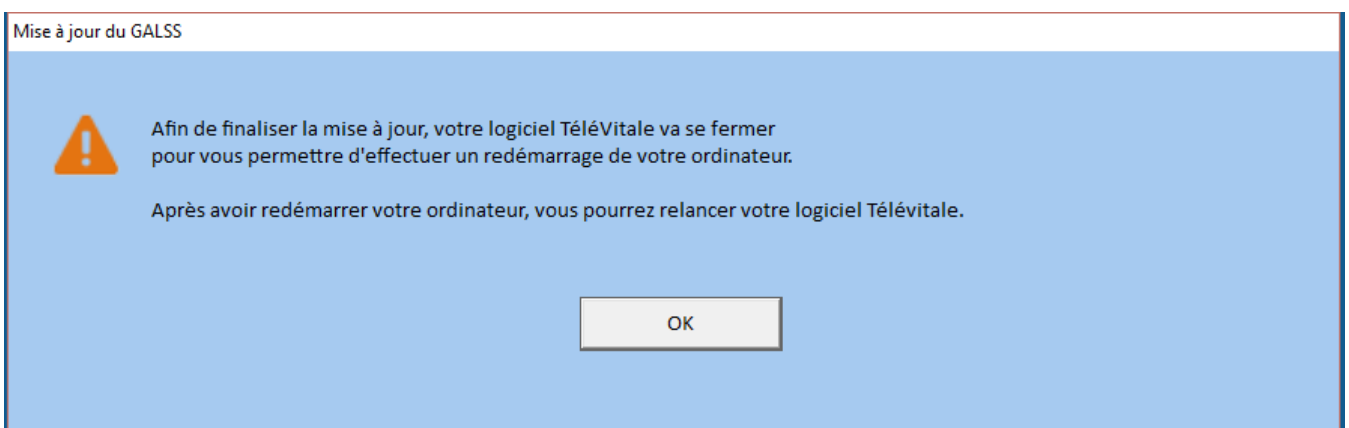 Mise à jour du GALSS
Afin de finaliser la mise à jour, votre logiciel TéléVitale va se fermer
pour vous permettre d'effectuer un redémarrage de votre ordinateur.
Après avoir redémarrer votre ordinateur, vous pourrez relancer votre logiciel Télévitale.
OK